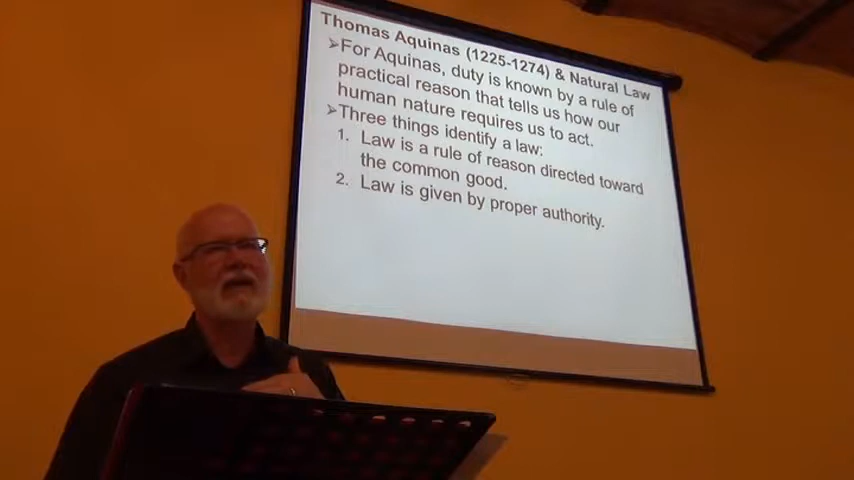 Thomas Aquinas (1225-1274) & Natural Law
➢For Aquinas, duty is known by a rule of
practical reason that tells us how our
human nature requires us to act.
➢Three things identify a law:
1. Law is a rule of reason directed toward
the common good.
2. Law is given by proper authority.